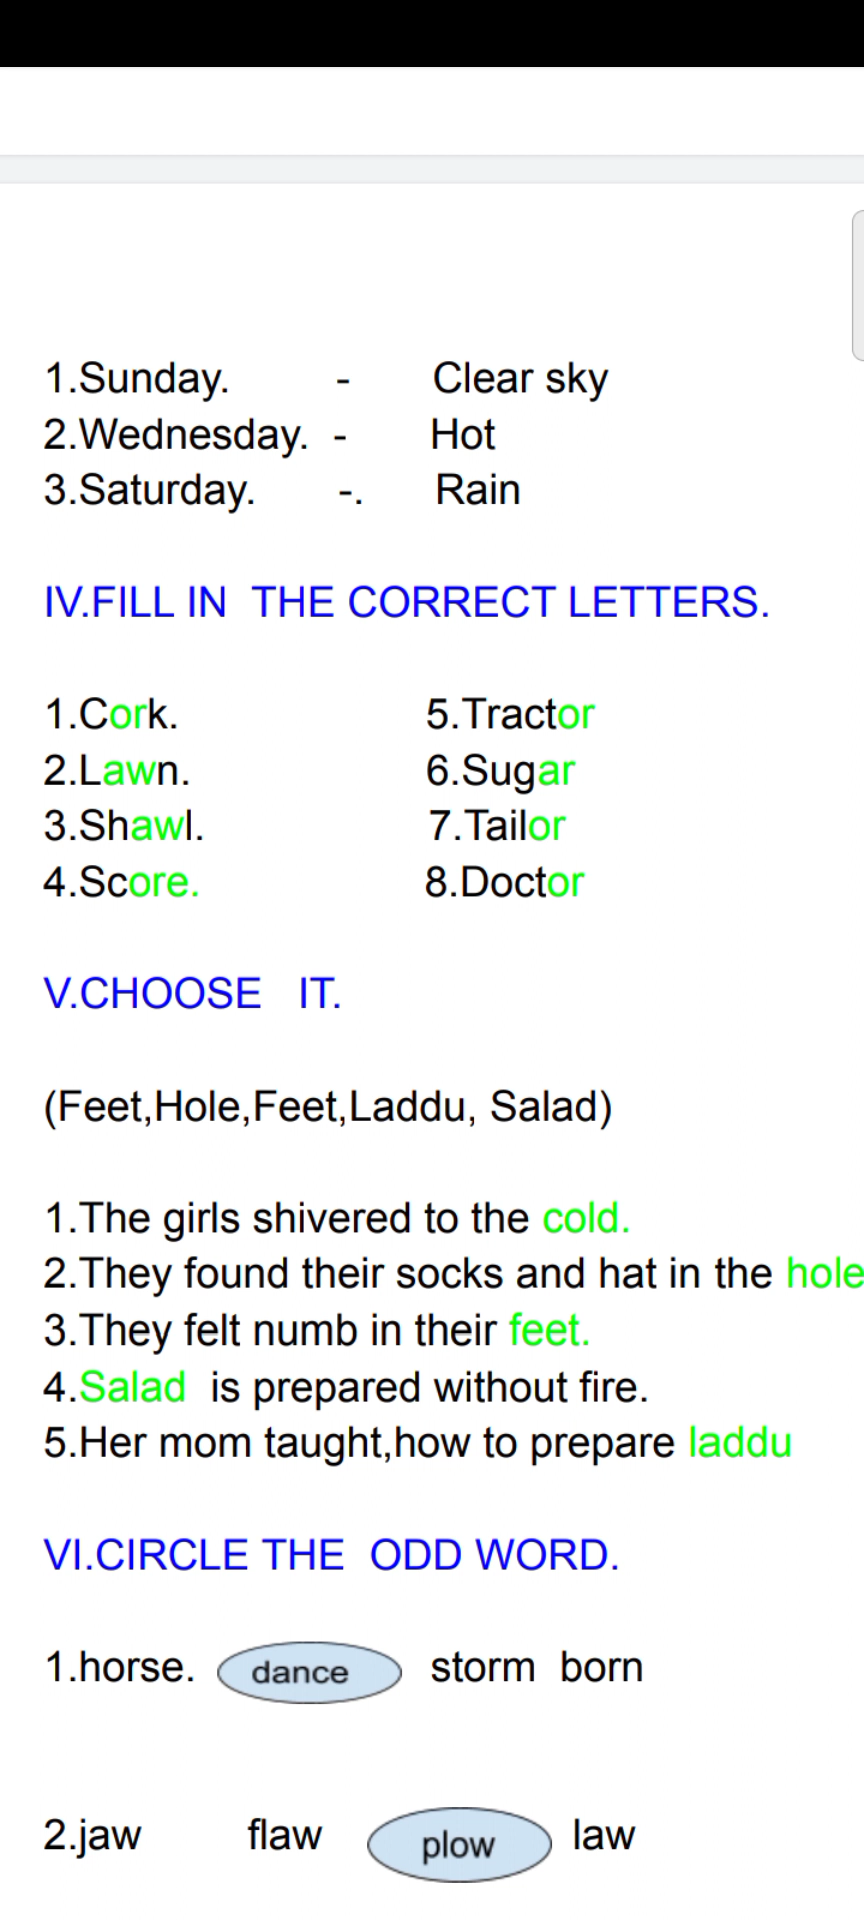 1.Sunday. - Clear sky
2.Wednesday. - Hot
3.Saturday. -. Rain
IV.FILL IN THE CORRECT LETTERS.
1.Cork. 5.Tractor
2.Lawn. 6.Sugar
3.Shawl. 7.Tailor
4.Score. 8.Doctor
V.CHOOSE IT.
(Feet,Hole,Feet,Laddu, Salad)
1.The girls shivered to the cold.
2.They found their socks and hat in the hole
3.They felt numb in their feet.
4.Salad is prepared without fire.
5.Her mom taught,how to prepare laddu
VI.CIRCLE THE ODD WORD.
1.horse. dance storm born
2.jaw flaw plow law